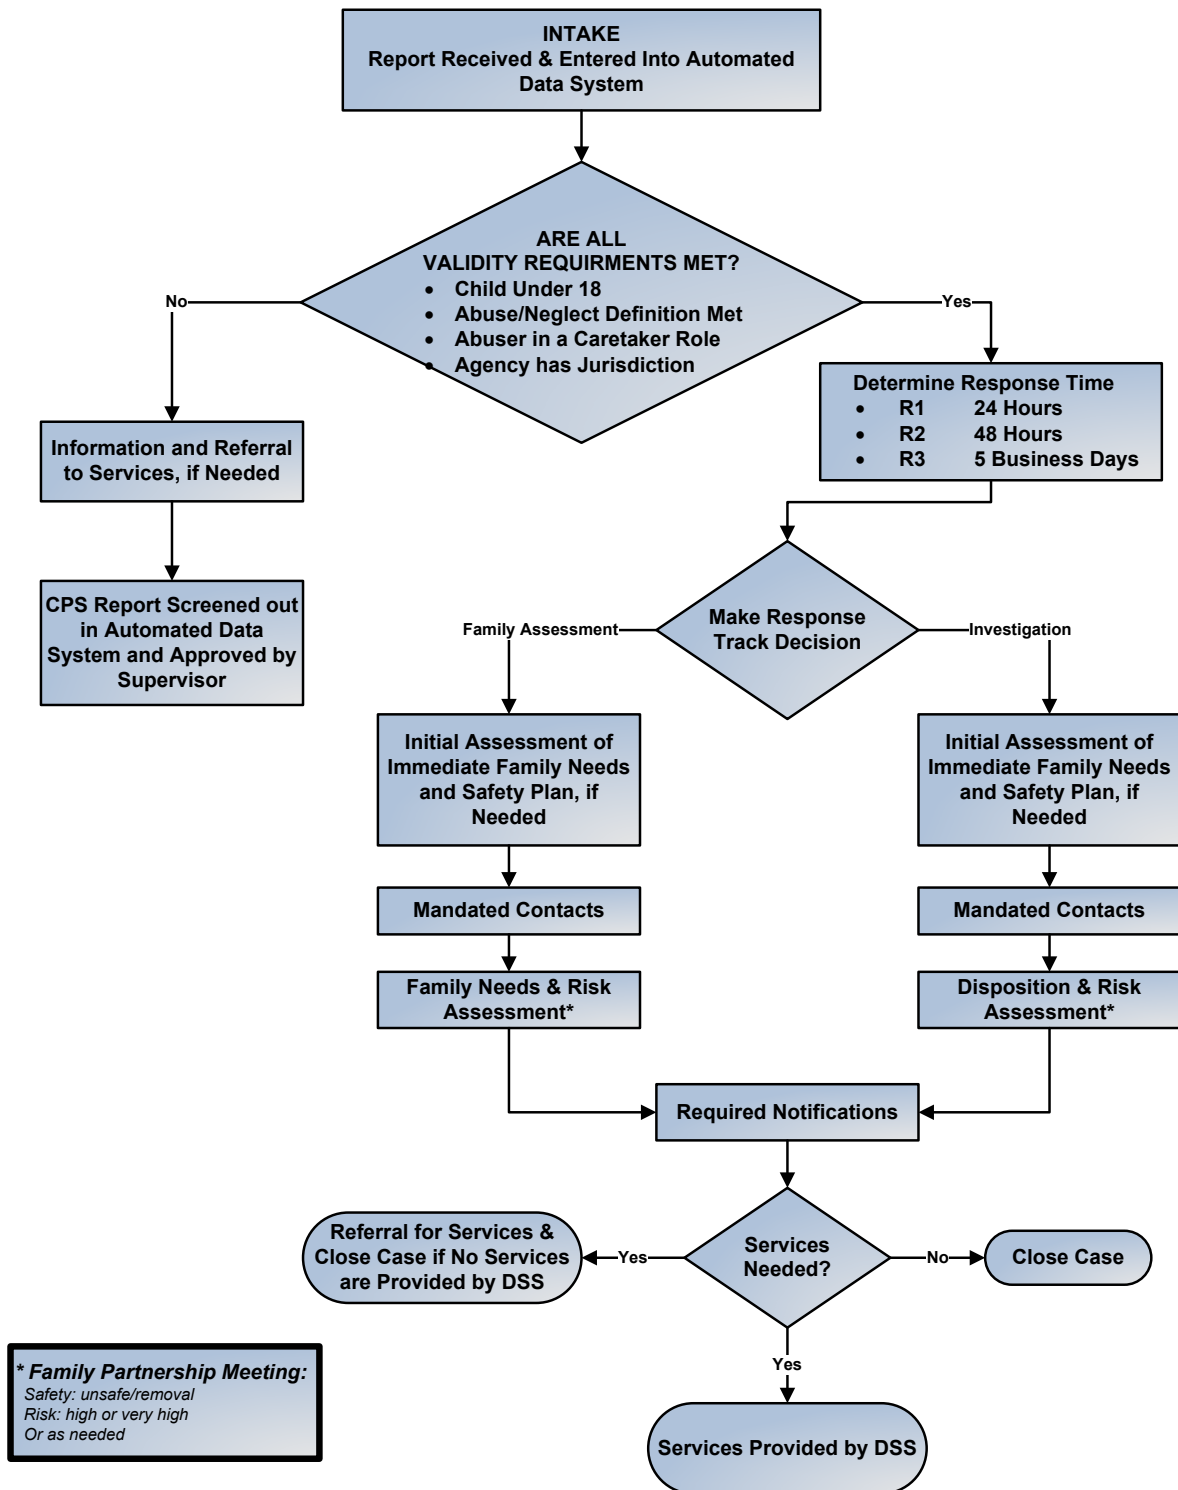 INTAKE
Report Received & Entered Into Automated
Data System
ARE ALL
VALIDITY REQUIRMENTS MET?
• Child Under 18
• Abuse/Neglect Definition Met
• Abuser in a Caretaker Role
• Agency has Jurisdiction
No
Yes
Information and Referral
to Services, if Needed
Determine Response Time
• R1 24 Hours
• R2 48 Hours
• R3 5 Business Days
CPS Report Screened out
in Automated Data
System and Approved by
Supervisor
Make Response
Track Decision
Family Assessment
Investigation
Initial Assessment of
Immediate Family Needs
and Safety Plan, if
Needed
Initial Assessment of
Immediate Family Needs
and Safety Plan, if
Needed
Mandated Contacts
Mandated Contacts
Family Needs & Risk
Assessment*
Disposition & Risk
Assessment*
Required Notifications
Referral for Services &
Close Case if No Services
are Provided by DSS
Yes
Services
Needed?
No
Close Case
Yes
Services Provided by DSS
* Family Partnership Meeting:
Safety: unsafe/removal
Risk: high or very high
Or as needed